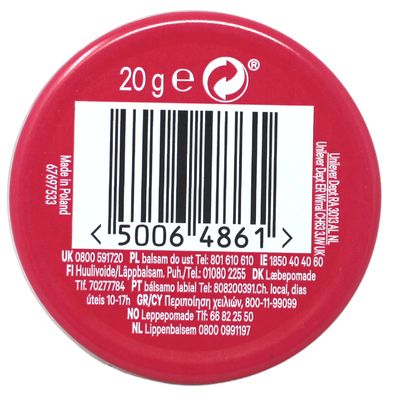 20 g ℮ ®
Made in Poland
67697533
Unilever Dept RA, 3013 AL NL
Unilever Dept ER Wirral CH63 3JW UK
< 5006 4861 >
UK 0800 591720 PL balsam do ust Tel: 801 610 610 IE 1850 40 40 60
FI Huulivoide/Läppbalsam. Puh./Tel: 01080 2255 DK Læbepomade
Tlf. 70277784 PT bálsamo labial Tel: 808200391. Ch. local, dias
úteis 10-17h GR/CY Περιποίηση χειλιών, 800-11-99099
NO Leppepomade Tlf: 66 82 25 50
NL Lippenbalsem 0800 0991197